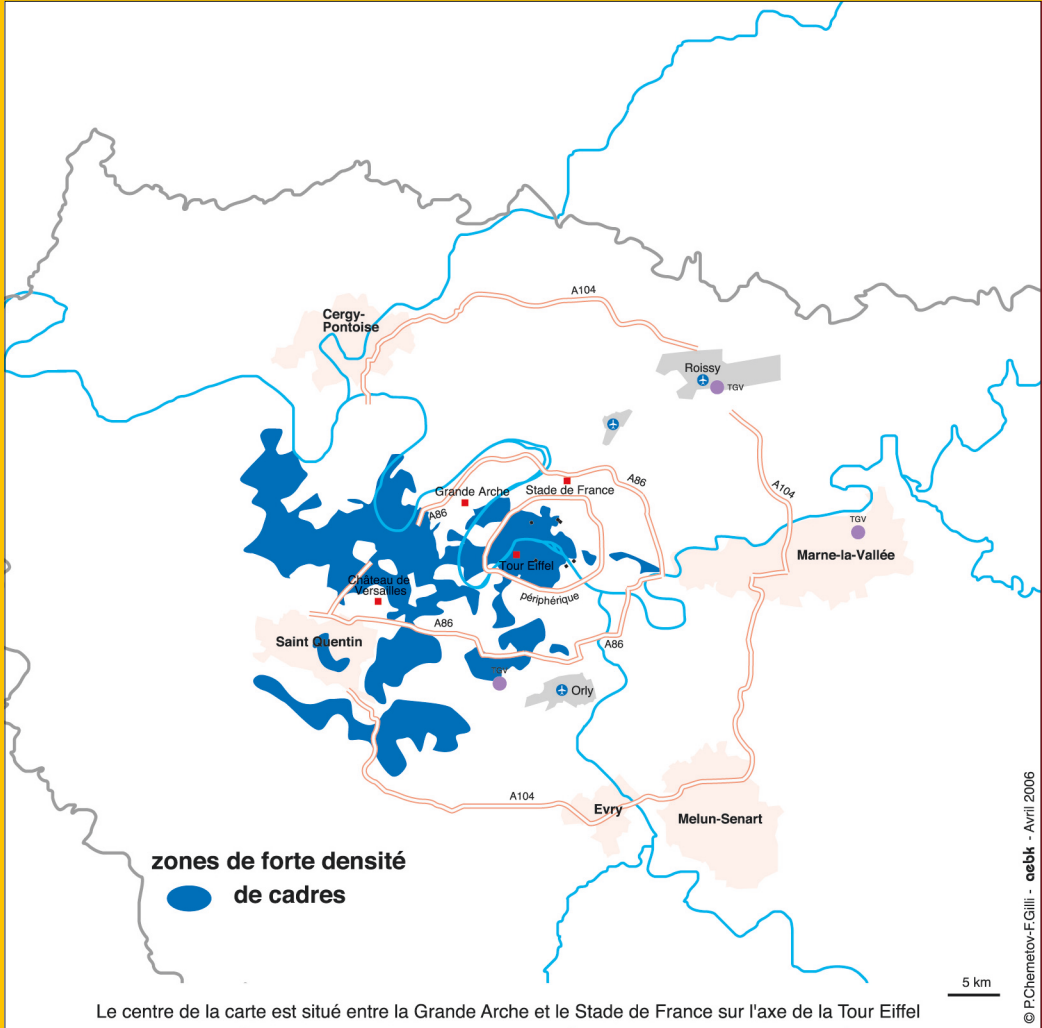 A104
Cergy-
Pontoise
Roissy
TGV
Grande Arche
Stade de France
A86
A86
A104
TGV
Marne-la-Vallée
Tour Eiffel
Château de
Versailles
périphérique
A86
A86
Saint Quentin
TGV
Orly
A104
Evry
Melun-Senart
zones de forte densité
de cadres
5 km
Le centre de la carte est situé entre la Grande Arche et le Stade de France sur l'axe de la Tour Eiffel
© P.Chemetov-F.Gilli - aebk - Avril 2006